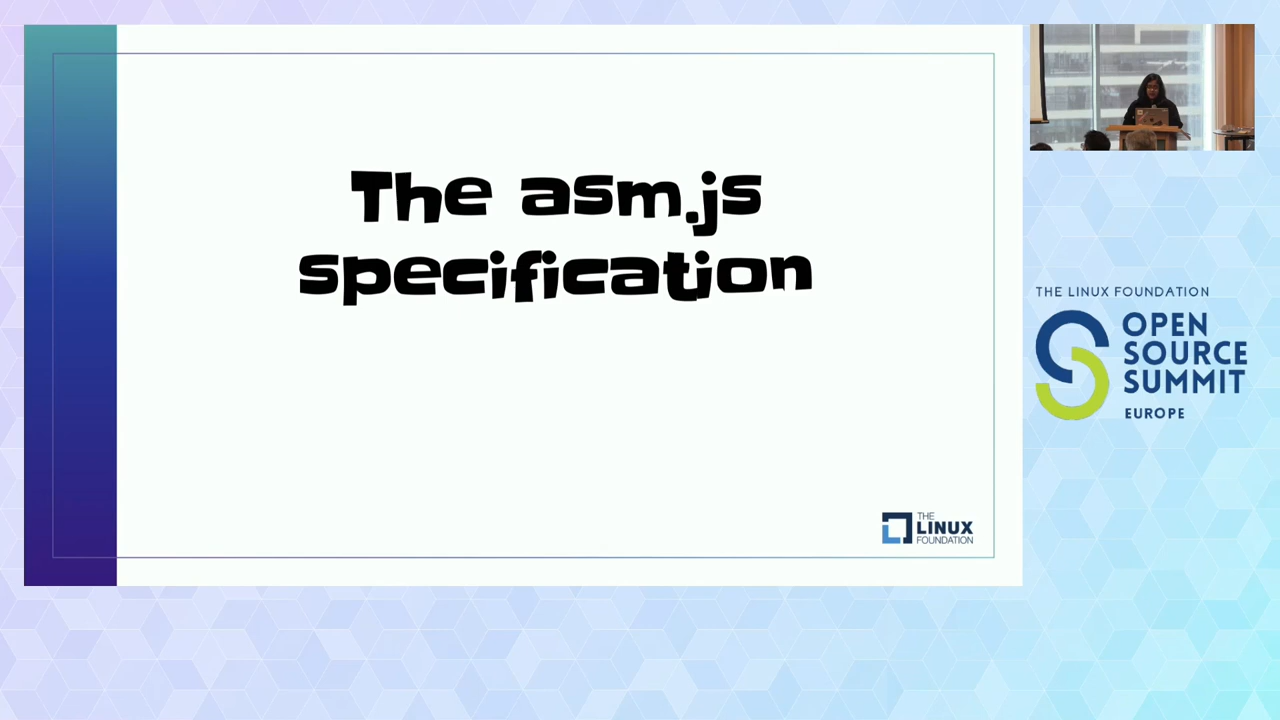 The asm.js
specification
THE
LINUX
FOUNDATION
THE LINUX FOUNDATION
OPEN
SOURCE
SUMMIT
EUROPE